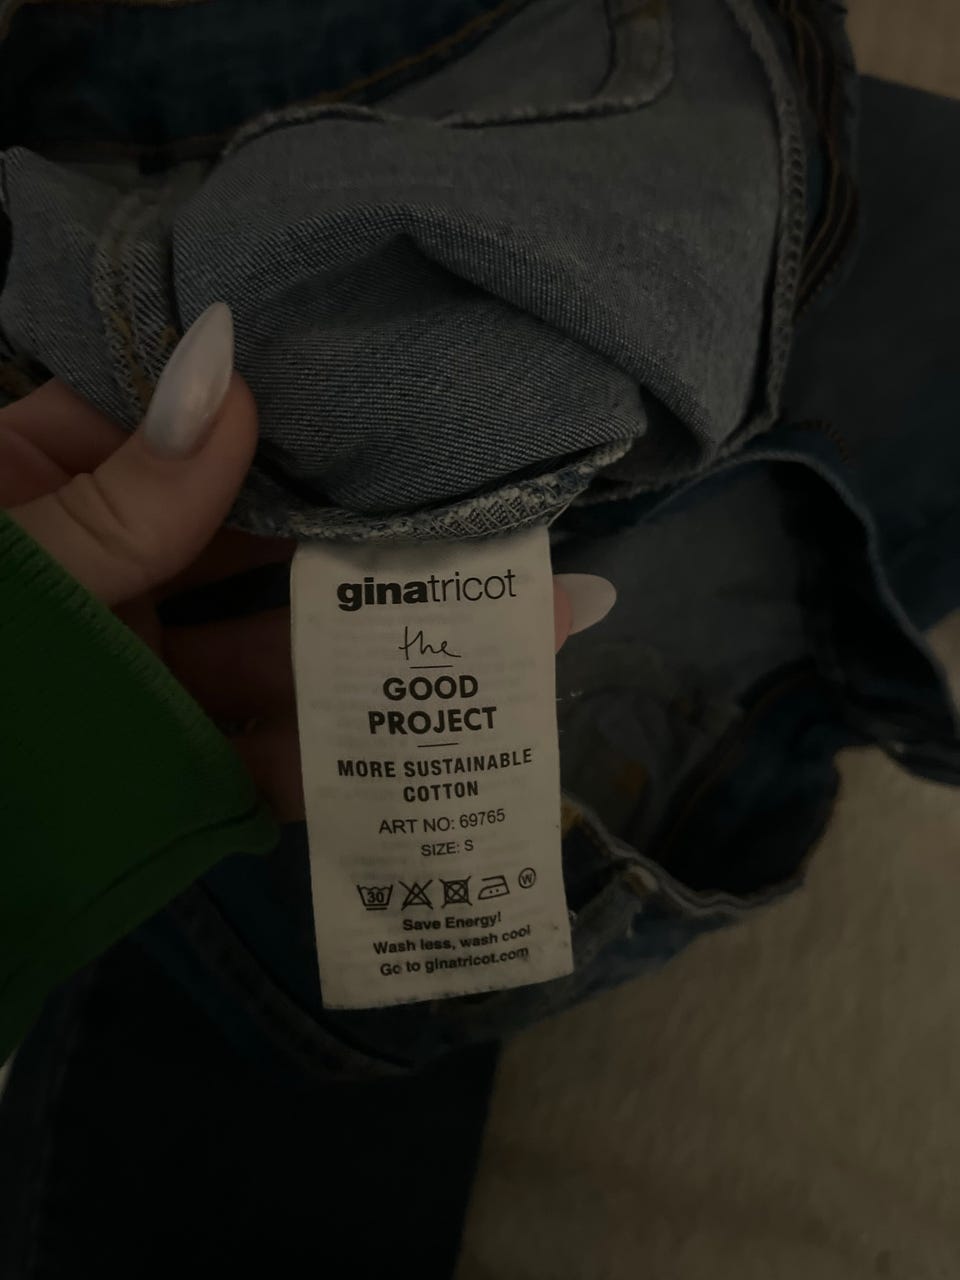 ginatricot
the
GOOD
PROJECT
MORE SUSTAINABLE
COTTON
ART NO: 69765
SIZE: S
30 W
Save Energy!
Wash less, wash cool
Go to ginatricot.com